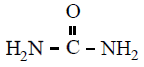 O
H₂N – C – NH₂